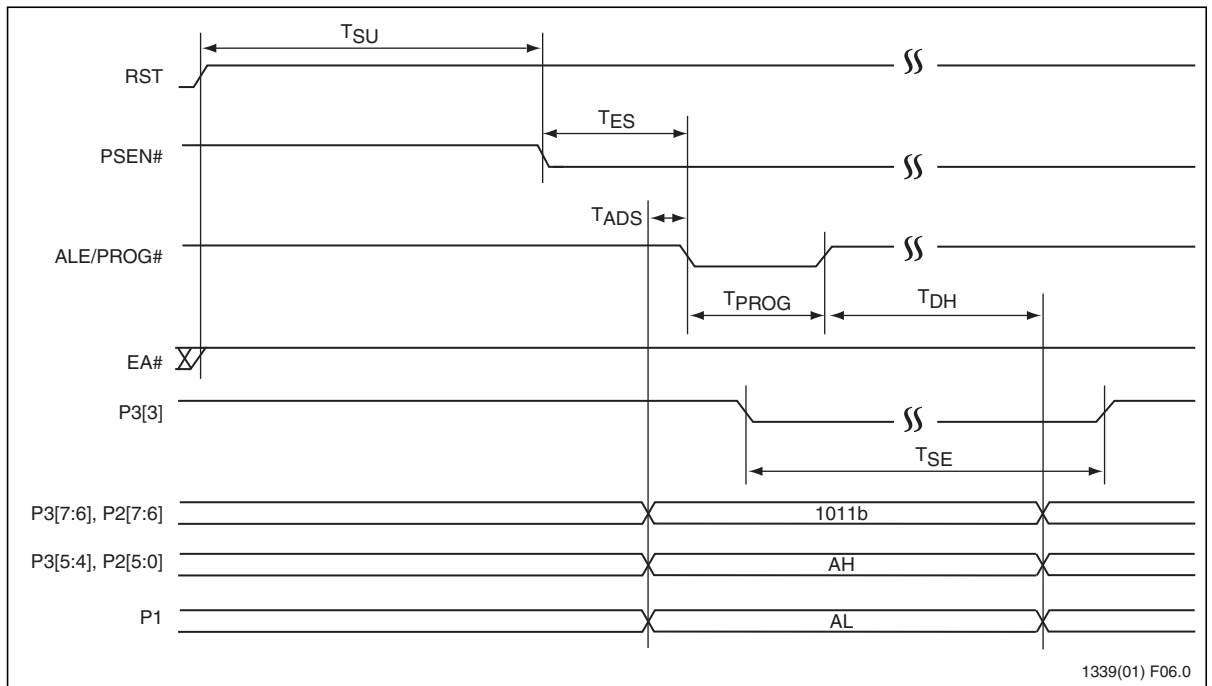 TSU
RST
TES
PSEN#
TADS
ALE/PROG#
TPROG
TDH
EA#
P3[3]
TSE
P3[7:6], P2[7:6]
1011b
P3[5:4], P2[5:0]
AH
P1
AL
1339(01) F06.0